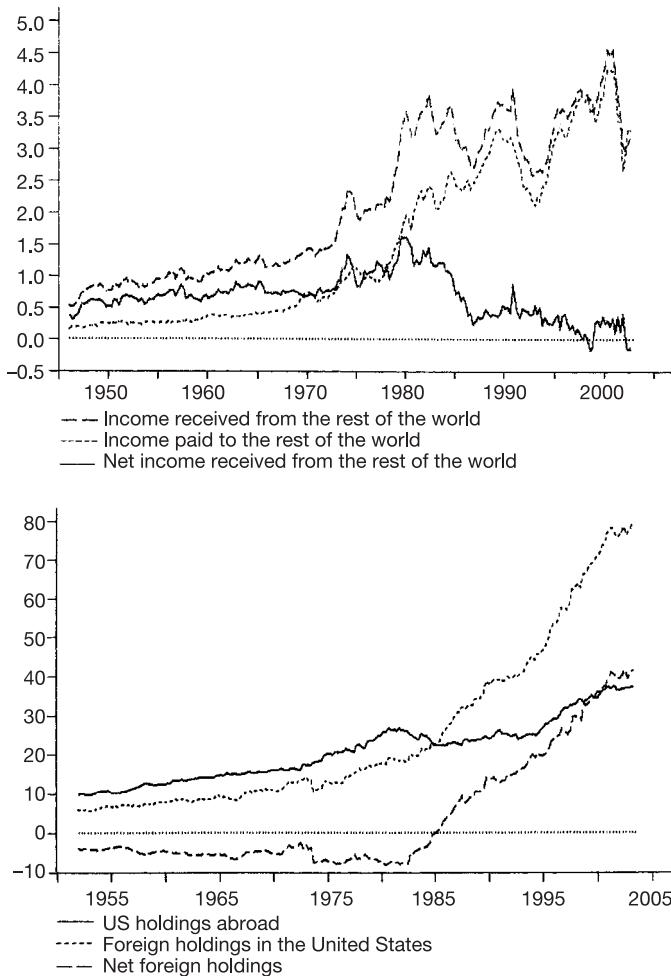 5.0
4.5
4.0
3.5
3.0
2.5
2.0
1.5
1.0
0.5
0.0
–0.5
1950 1960 1970 1980 1990 2000
Income received from the rest of the world
Income paid to the rest of the world
Net income received from the rest of the world
80
70
60
50
40
30
20
10
0
–10
1955 1965 1975 1985 1995 2005
US holdings abroad
Foreign holdings in the United States
Net foreign holdings